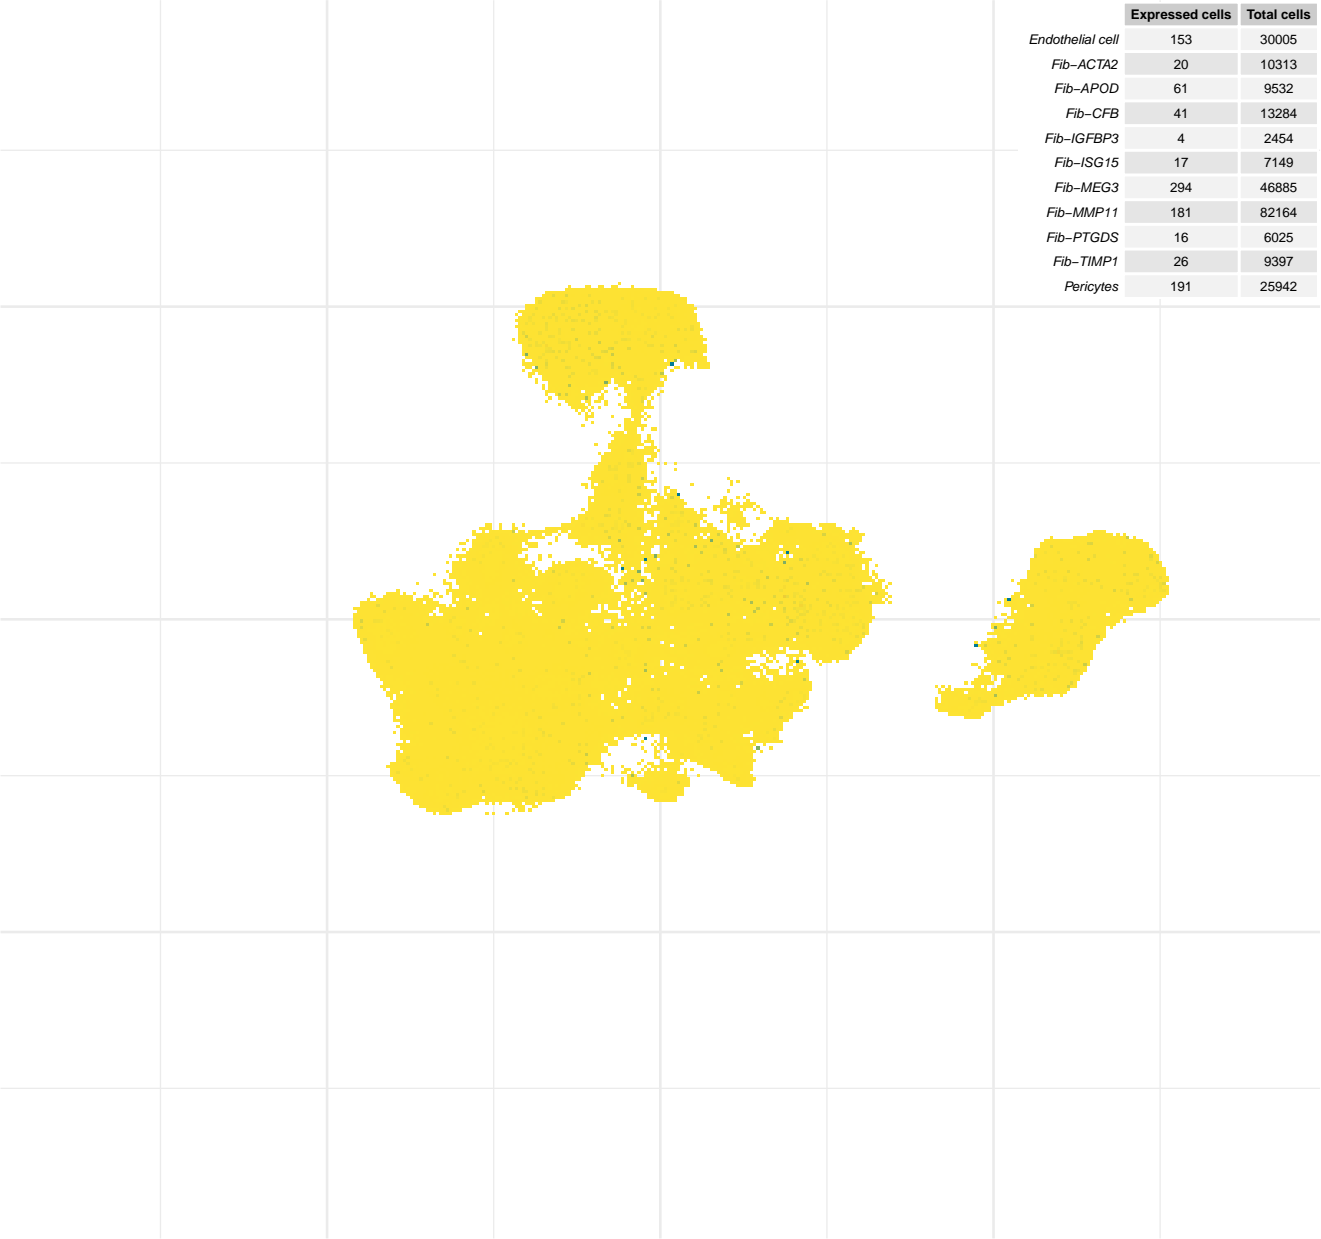 Expressed cells Total cells
Endothelial cell 153 30005
Fib−ACTA2 20 10313
Fib−APOD 61 9532
Fib−CFB 41 13284
Fib−IGFBP3 4 2454
Fib−ISG15 17 7149
Fib−MEG3 294 46885
Fib−MMP11 181 82164
Fib−PTGDS 16 6025
Fib−TIMP1 26 9397
Pericytes 191 25942